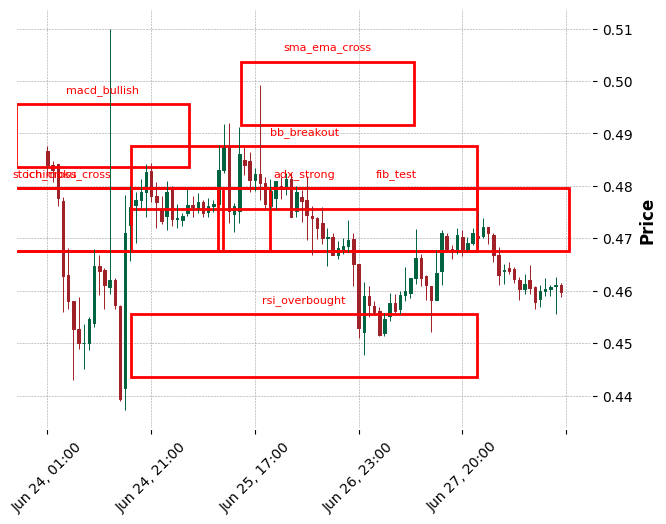 sma_ema_cross
macd_bullish
bb_breakout
adx_strong
fib_test
rsi_overbought
0.51
0.50
0.49
0.48
0.47
0.46
0.45
0.44
Price
Jun 24, 01:00
Jun 24, 21:00
Jun 25, 17:00
Jun 26, 23:00
Jun 27, 20:00